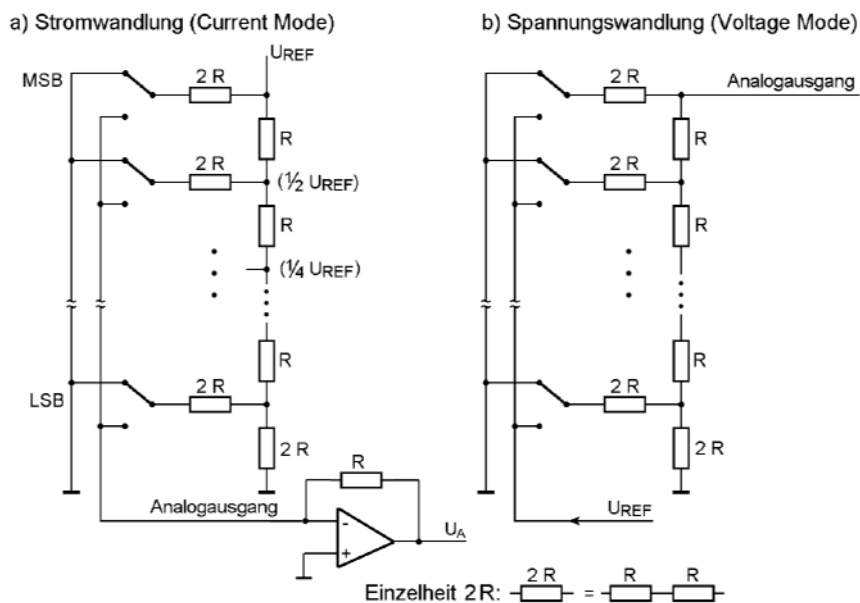 a) Stromwandlung (Current Mode)
UREF
MSB
2 R
R
2 R
(½ UREF)
R
(¼ UREF)
R
LSB
2 R
2 R
R
Analogausgang
-
+
UA
b) Spannungswandlung (Voltage Mode)
2 R
Analogausgang
R
2 R
R
R
2 R
2 R
UREF
Einzelheit 2 R: 2 R = R R